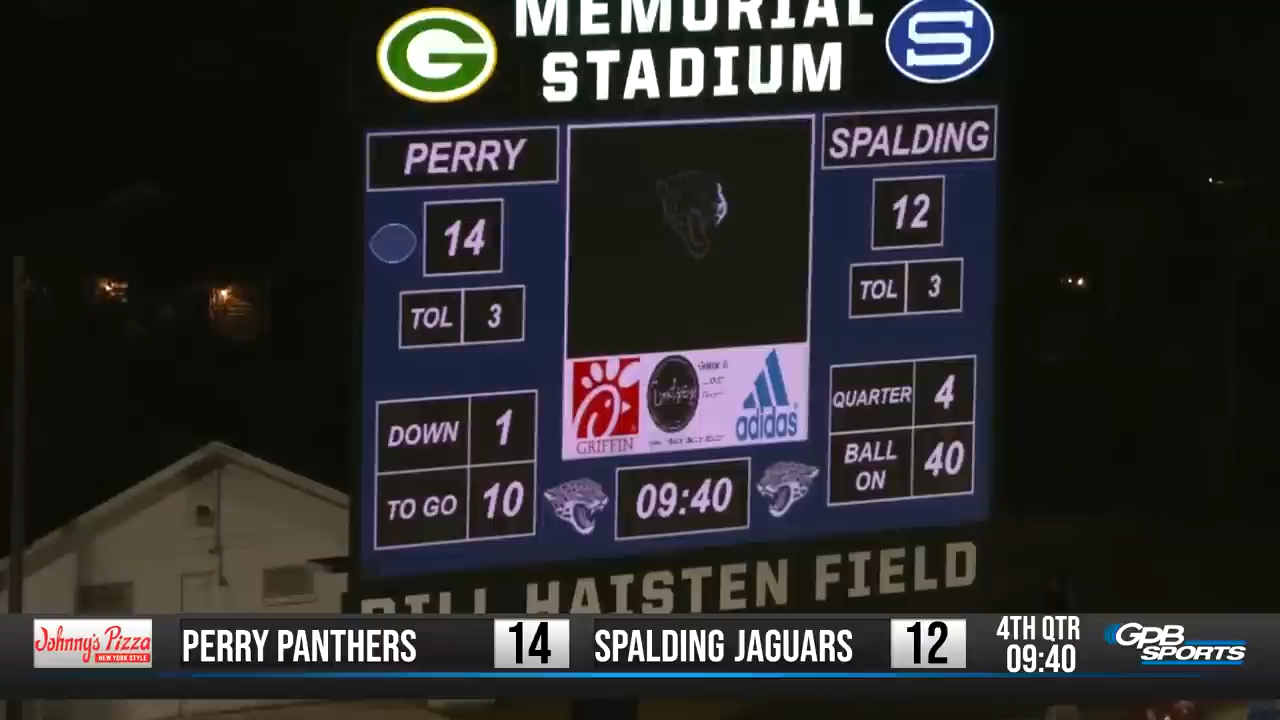 MEMORIAL
STADIUM
G
S
PERRY
SPALDING
14
12
TOL 3
TOL 3
GRIFFIN
adidas
DOWN 1
TO GO 10
QUARTER 4
BALL ON 40
09:40
BILL HAISTEN FIELD
Johnny's Pizza
NEW YORK STYLE
PERRY PANTHERS 14 SPALDING JAGUARS 12
4TH QTR
09:40
GPB
SPORTS